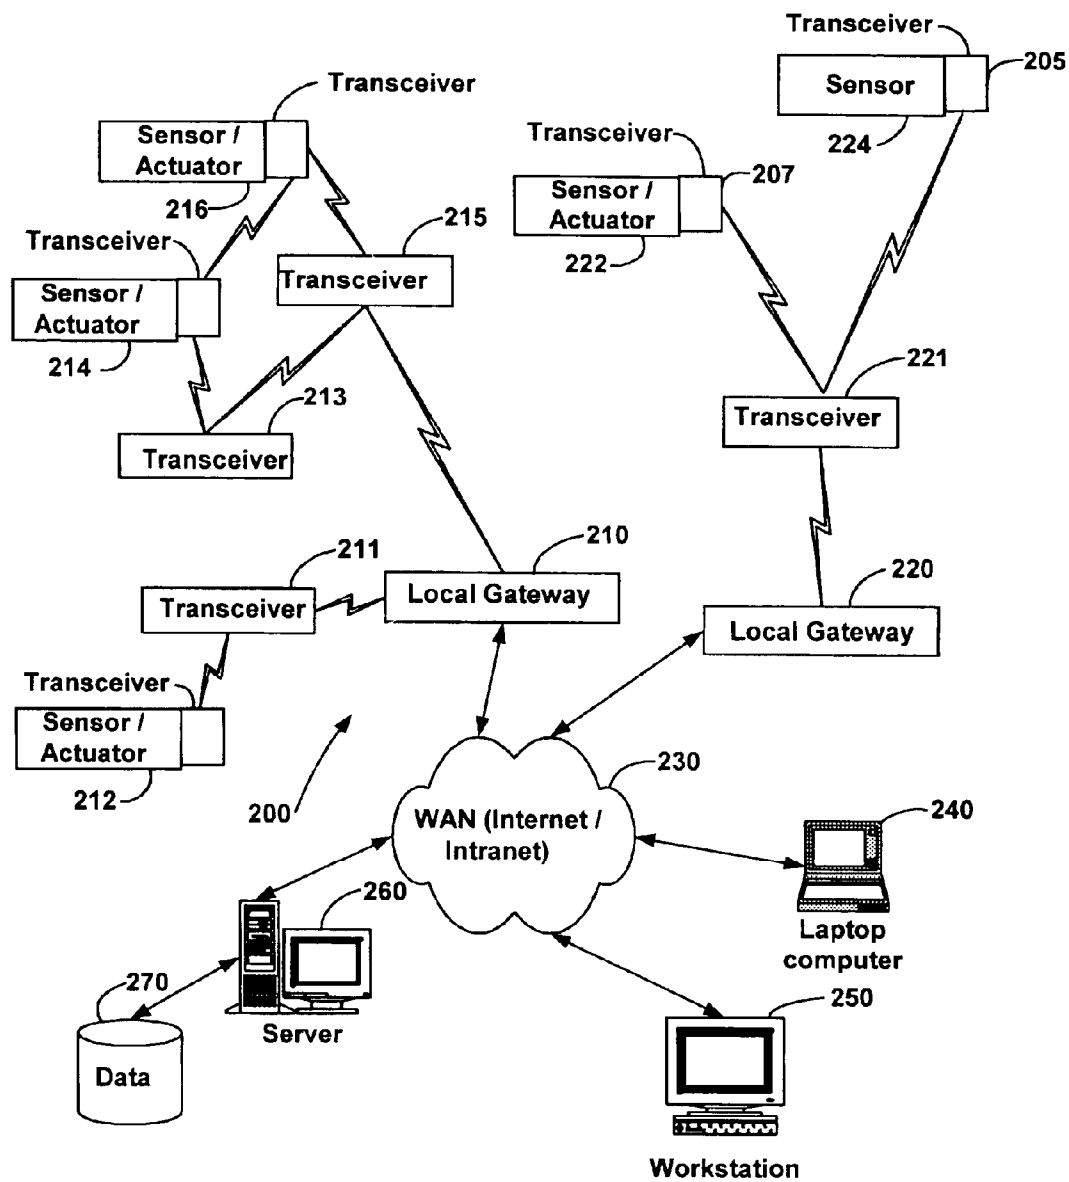 Transceiver
205
Sensor
224
Transceiver
Sensor /
Actuator
216
Transceiver
207
Sensor /
Actuator
222
215
Transceiver
Transceiver
Sensor /
Actuator
214
213
Transceiver
221
Transceiver
210
Local Gateway
211
Transceiver
220
Local Gateway
Transceiver
Sensor /
Actuator
212
200
230
WAN (Internet /
Intranet)
240
Laptop
computer
260
Server
270
Data
250
Workstation